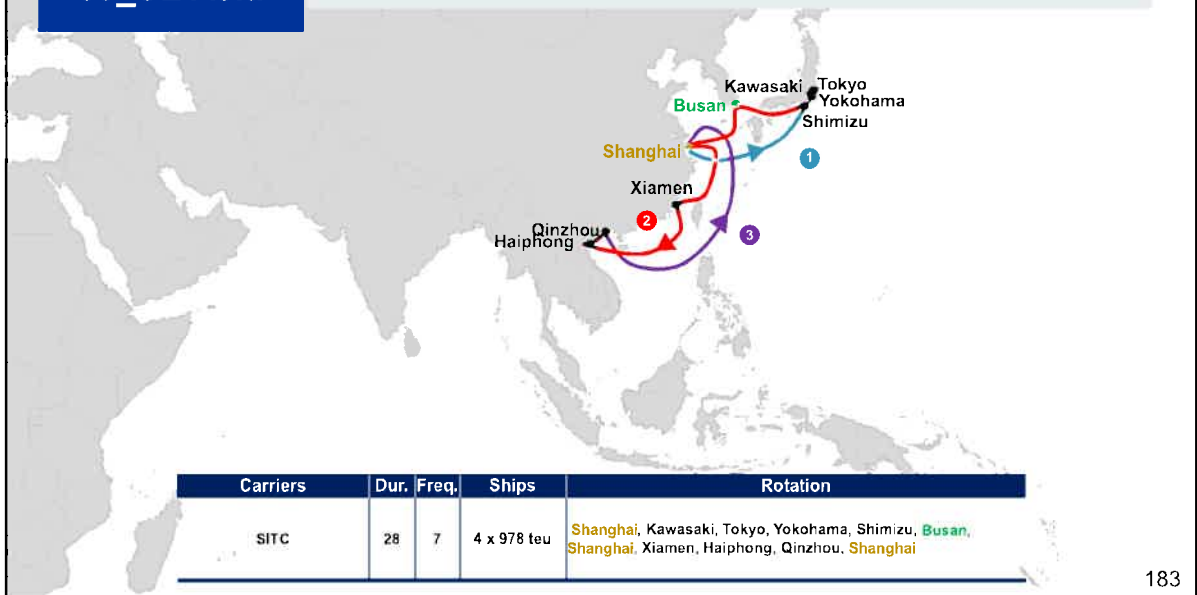 Kawasaki
Tokyo
Busan
Yokohama
Shimizu
Shanghai
1
Xiamen
2
Qinzhou
3
Haiphong
Carriers Dur. Freq. Ships Rotation
SITC 28 7 4 x 978 teu Shanghai, Kawasaki, Tokyo, Yokohama, Shimizu, Busan,
Shanghai, Xiamen, Haiphong, Qinzhou, Shanghai
183